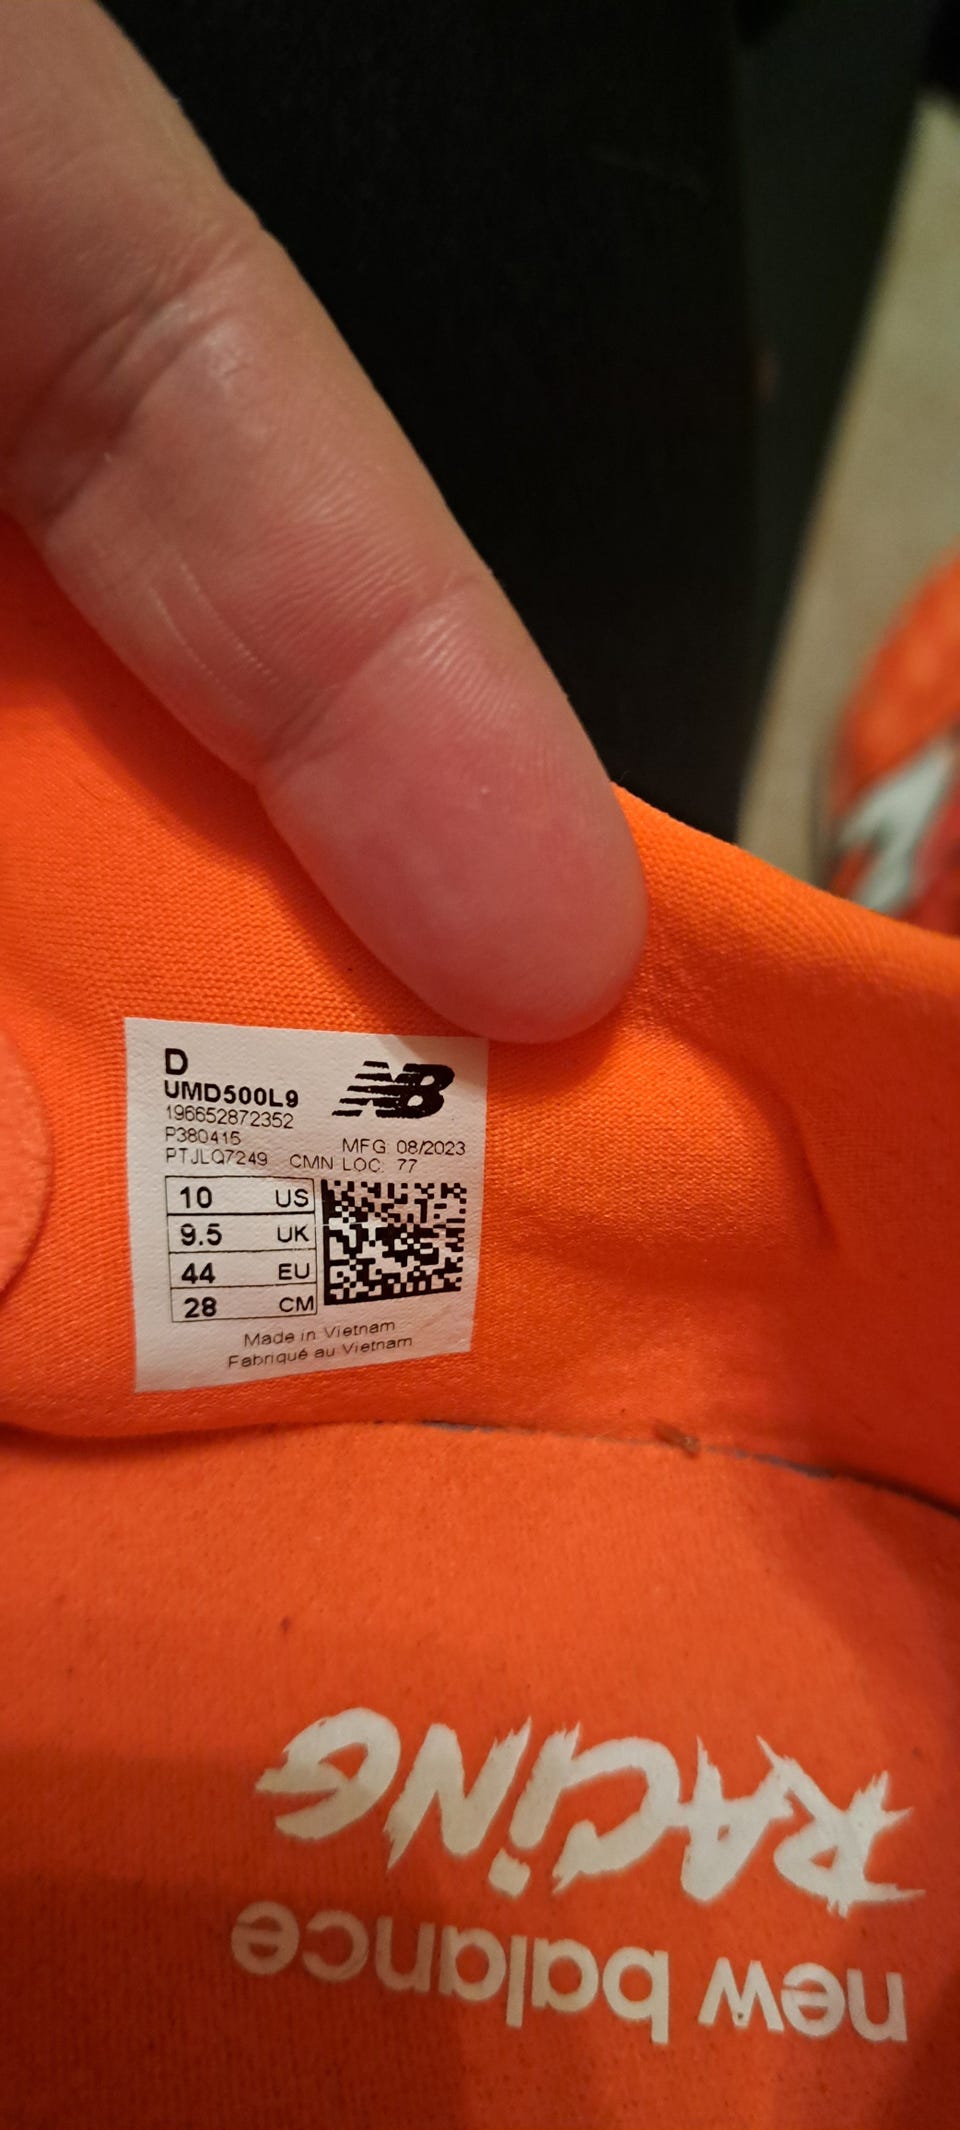 D
UMD500L9
NB
196652872352
P380415
MFG 08/2023
PTJLQ7249 CMN LOC: 77
10 US
9.5 UK
44 EU
28 CM
Made in Vietnam
Fabriqué au Vietnam
new balance
RACiNG